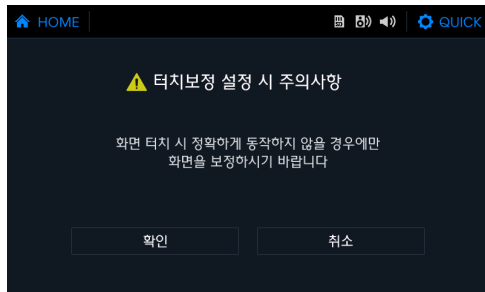 HOME
QUICK
터치보정 설정 시 주의사항
화면 터치 시 정확하게 동작하지 않을 경우에만
화면을 보정하시기 바랍니다
확인
취소